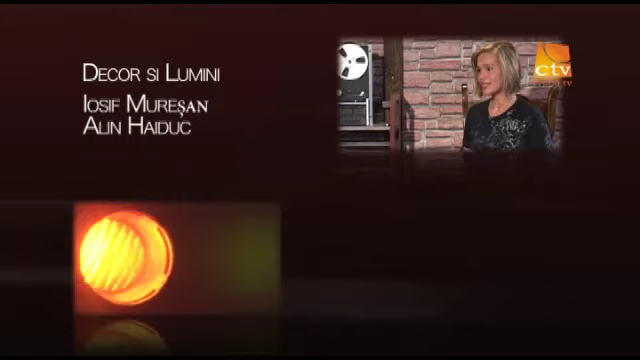 DECOR SI LUMINI
IOSIF MUREŞAN
ALIN HAIDUC
ctv